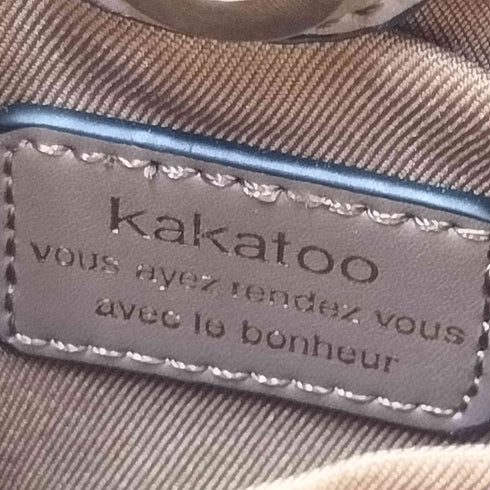 kakatoo
vous ayez rendez vous
avec le bonheur